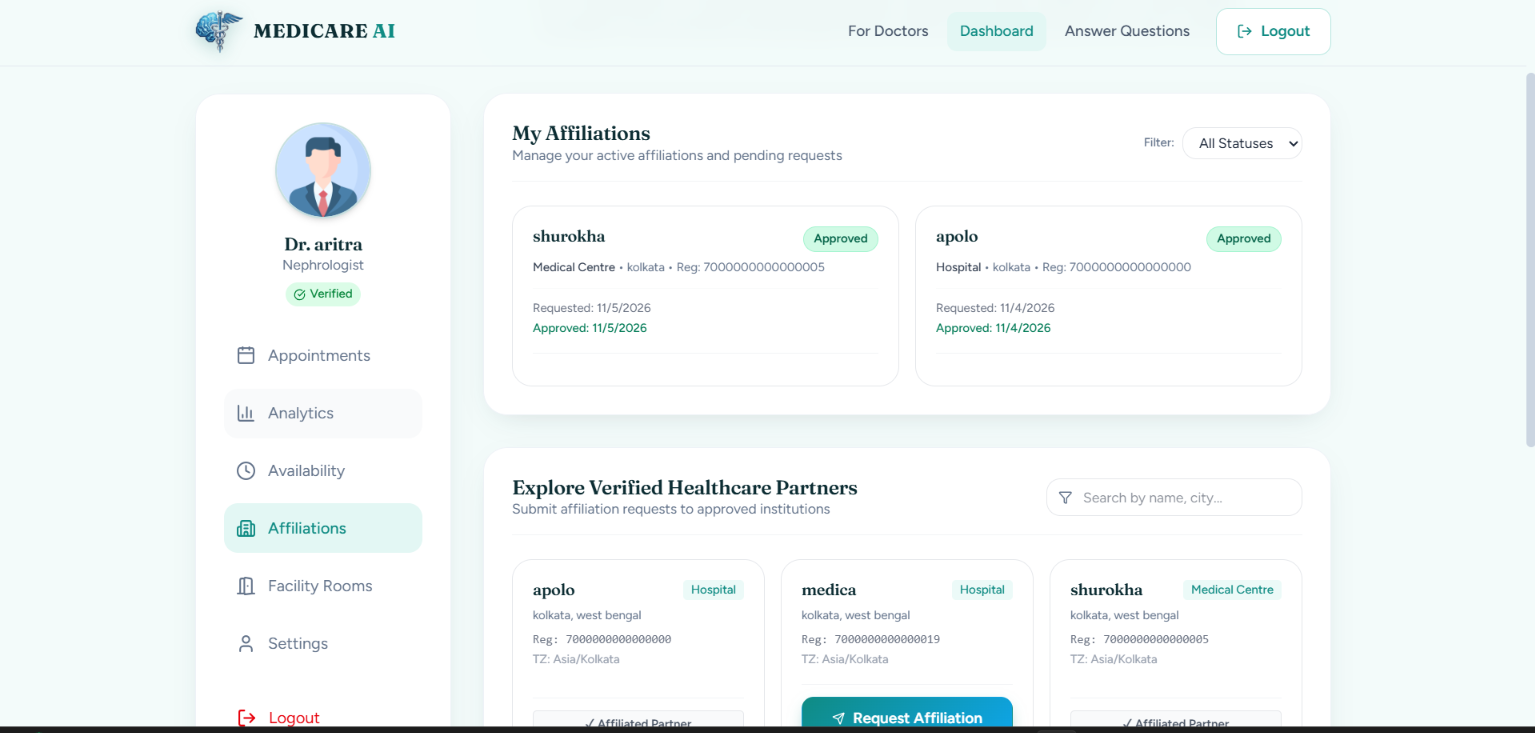 MEDICARE AI
For Doctors
Dashboard
Answer Questions
Logout
Dr. aritra
Nephrologist
Verified
Appointments
Analytics
Availability
Affiliations
Facility Rooms
Settings
Logout
My Affiliations
Manage your active affiliations and pending requests
Filter:
All Statuses
shurokha
Approved
Medical Centre • kolkata • Reg: 7000000000000005
Requested: 11/5/2026
Approved: 11/5/2026
apolo
Approved
Hospital • kolkata • Reg: 7000000000000000
Requested: 11/4/2026
Approved: 11/4/2026
Explore Verified Healthcare Partners
Submit affiliation requests to approved institutions
Search by name, city...
apolo
Hospital
kolkata, west bengal
Reg: 7000000000000000
TZ: Asia/Kolkata
✓ Affiliated Partner
medica
Hospital
kolkata, west bengal
Reg: 7000000000000019
TZ: Asia/Kolkata
Request Affiliation
shurokha
Medical Centre
kolkata, west bengal
Reg: 7000000000000005
TZ: Asia/Kolkata
✓ Affiliated Partner